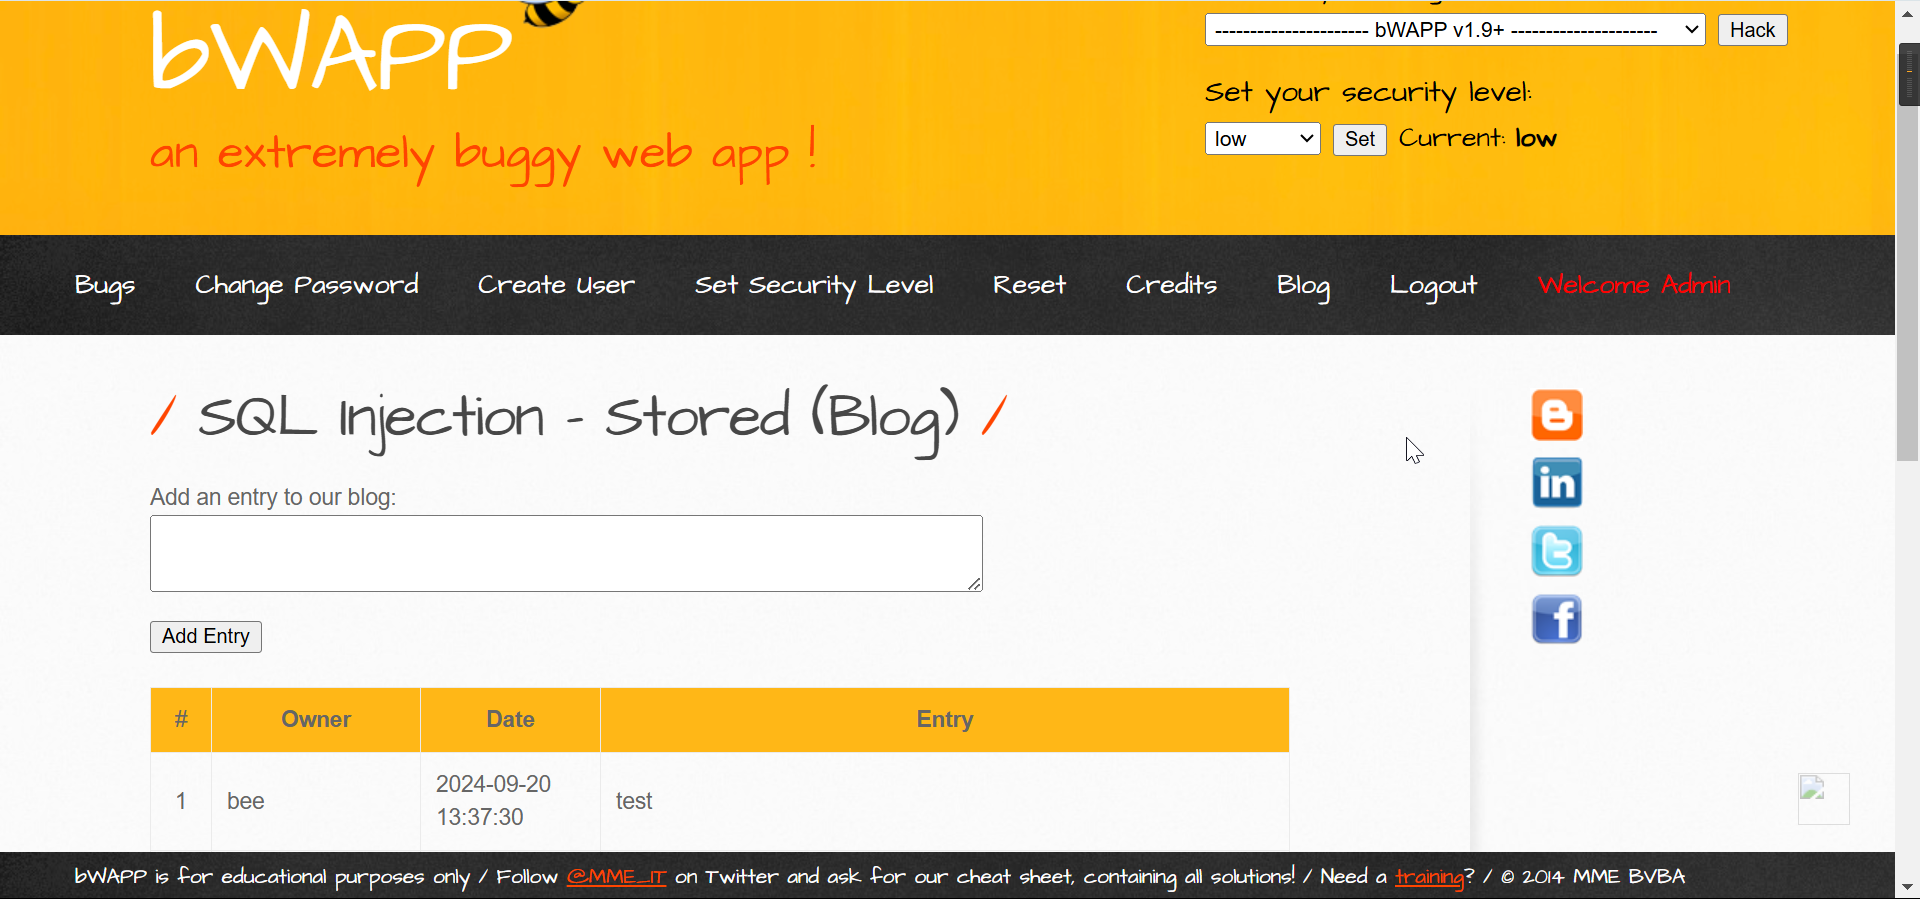 bWAPP
an extremely buggy web app !
---------------------- bWAPP v1.9+ ---------------------
Hack
Set your security level:
low
Set
Current: low
Bugs
Change Password
Create User
Set Security Level
Reset
Credits
Blog
Logout
Welcome Admin
/ SQL Injection - Stored (Blog) /
Add an entry to our blog:
Add Entry
# Owner Date Entry
1 bee 2024-09-20 13:37:30 test
bWAPP is for educational purposes only / Follow @MME_IT on Twitter and ask for our cheat sheet, containing all solutions! / Need a training? / © 2014 MME BVBA